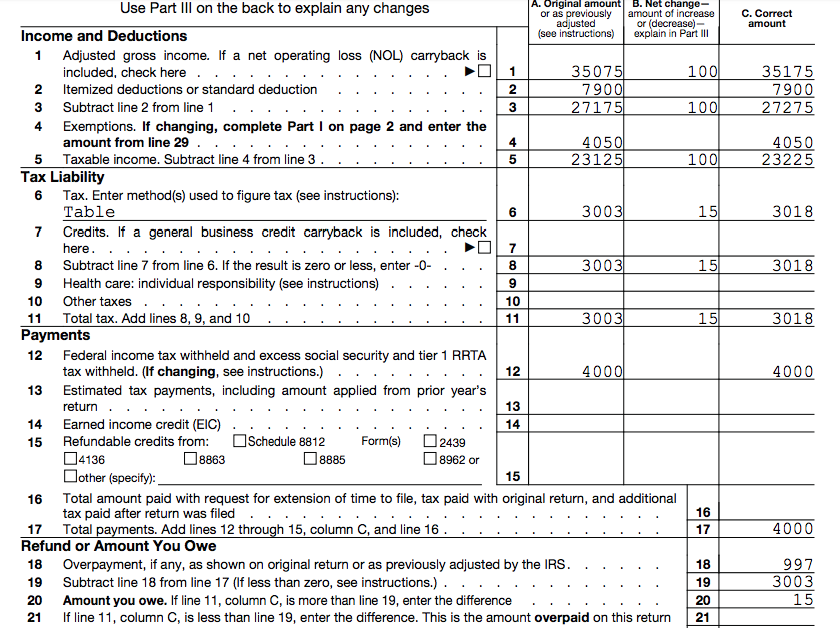 Use Part III on the back to explain any changes
A. Original amount
or as previously
adjusted
(see instructions)
B. Net change—
amount of increase
or (decrease)—
explain in Part III
C. Correct
amount
Income and Deductions
1 Adjusted gross income. If a net operating loss (NOL) carryback is
included, check here . . . . . . . . . . . . . . . . ▶ ☐ 1 35075 100 35175
2 Itemized deductions or standard deduction . . . . . . . . . 2 7900 7900
3 Subtract line 2 from line 1 . . . . . . . . . . . . . . . 3 27175 100 27275
4 Exemptions. If changing, complete Part I on page 2 and enter the
amount from line 29 . . . . . . . . . . . . . . . . . 4 4050 4050
5 Taxable income. Subtract line 4 from line 3 . . . . . . . . . . 5 23125 100 23225
Tax Liability
6 Tax. Enter method(s) used to figure tax (see instructions):
Table 6 3003 15 3018
7 Credits. If a general business credit carryback is included, check
here . . . . . . . . . . . . . . . . . . . . . ▶ ☐ 7
8 Subtract line 7 from line 6. If the result is zero or less, enter -0- . . . 8 3003 15 3018
9 Health care: individual responsibility (see instructions) . . . . . . 9
10 Other taxes . . . . . . . . . . . . . . . . . . . . 10
11 Total tax. Add lines 8, 9, and 10 . . . . . . . . . . . . . 11 3003 15 3018
Payments
12 Federal income tax withheld and excess social security and tier 1 RRTA
tax withheld. (If changing, see instructions.) . . . . . . . . . 12 4000 4000
13 Estimated tax payments, including amount applied from prior year's
return . . . . . . . . . . . . . . . . . . . . . 13
14 Earned income credit (EIC) . . . . . . . . . . . . . . . 14
15 Refundable credits from: ☐ Schedule 8812 Form(s) ☐ 2439
☐ 4136 ☐ 8863 ☐ 8885 ☐ 8962 or
☐ other (specify): 15
16 Total amount paid with request for extension of time to file, tax paid with original return, and additional
tax paid after return was filed . . . . . . . . . . . . . . . . . . . . . . . 16
17 Total payments. Add lines 12 through 15, column C, and line 16 . . . . . . . . . . . . 17 4000
Refund or Amount You Owe
18 Overpayment, if any, as shown on original return or as previously adjusted by the IRS . . . . . 18 997
19 Subtract line 18 from line 17 (If less than zero, see instructions.) . . . . . . . . . . . . 19 3003
20 Amount you owe. If line 11, column C, is more than line 19, enter the difference . . . . . . . 20 15
21 If line 11, column C, is less than line 19, enter the difference. This is the amount overpaid on this return 21